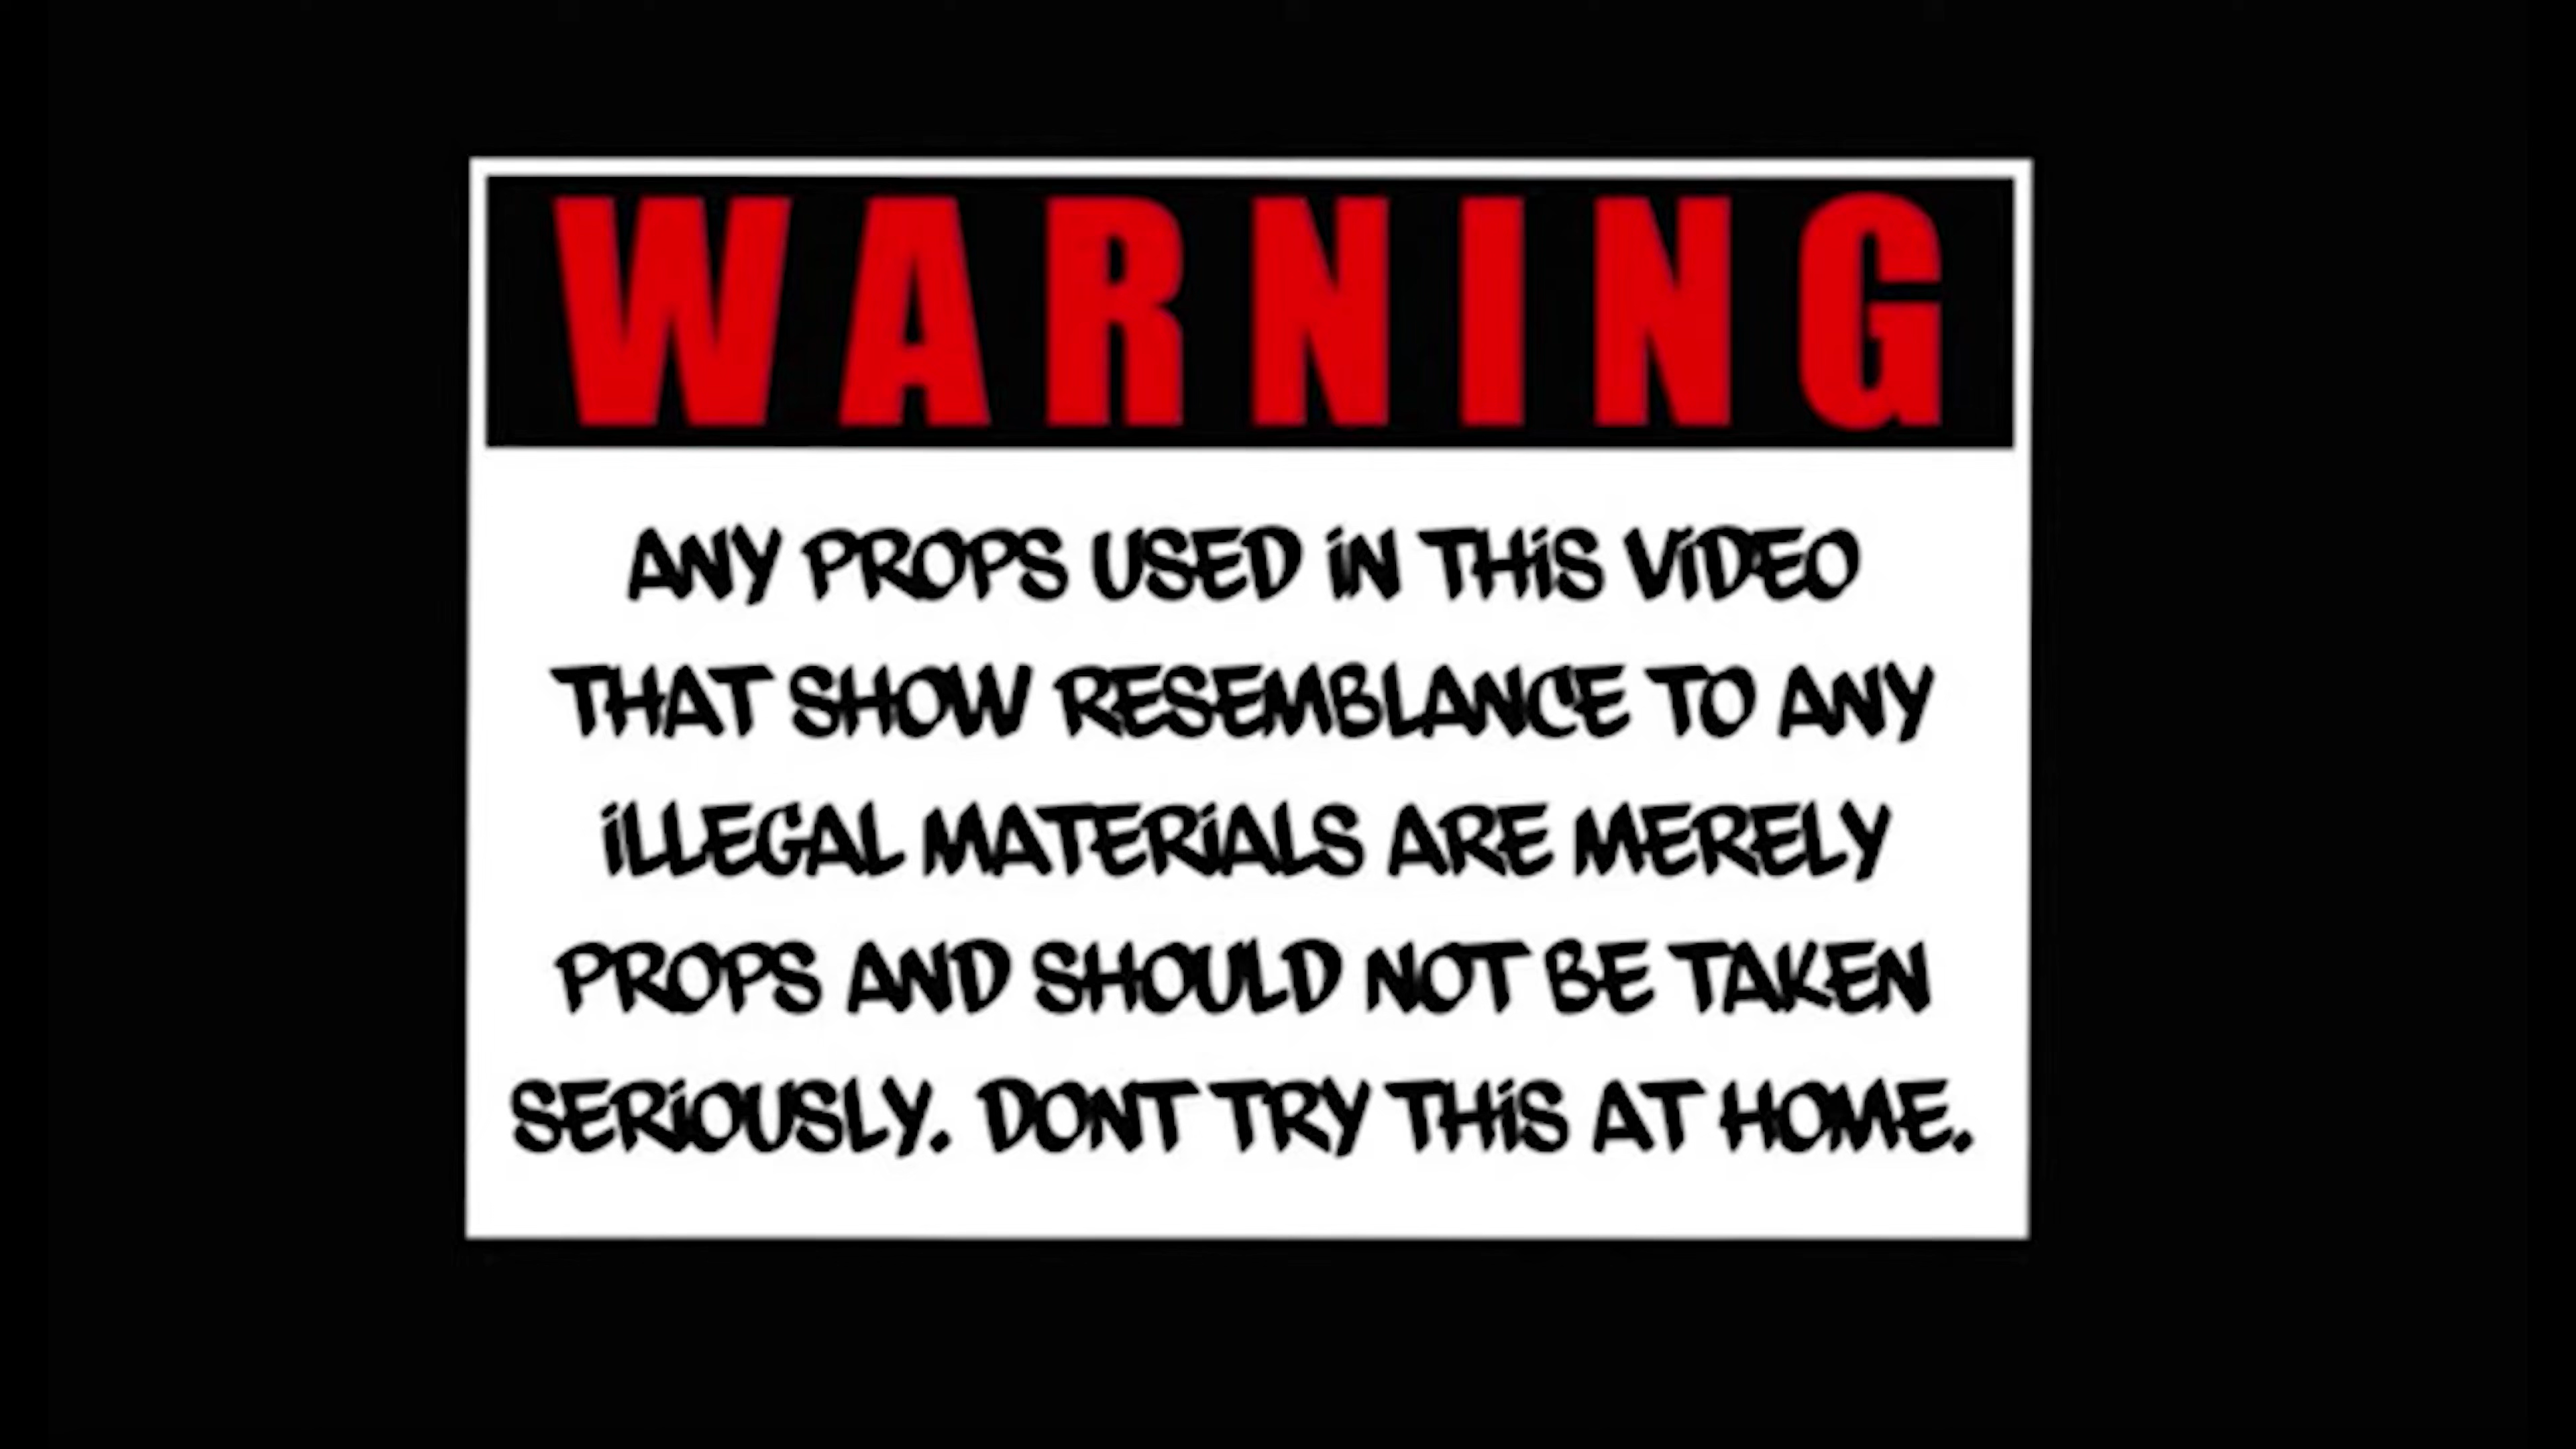 WARNING
ANY PROPS USED iN THiS ViDEO
THAT SHOW RESEMBLANCE TO ANY
iLLEGAL MATERiALS ARE MERELY
PROPS AND SHOULD NOT BE TAKEN
SERiOUSLY. DONT TRY THiS AT HOME.